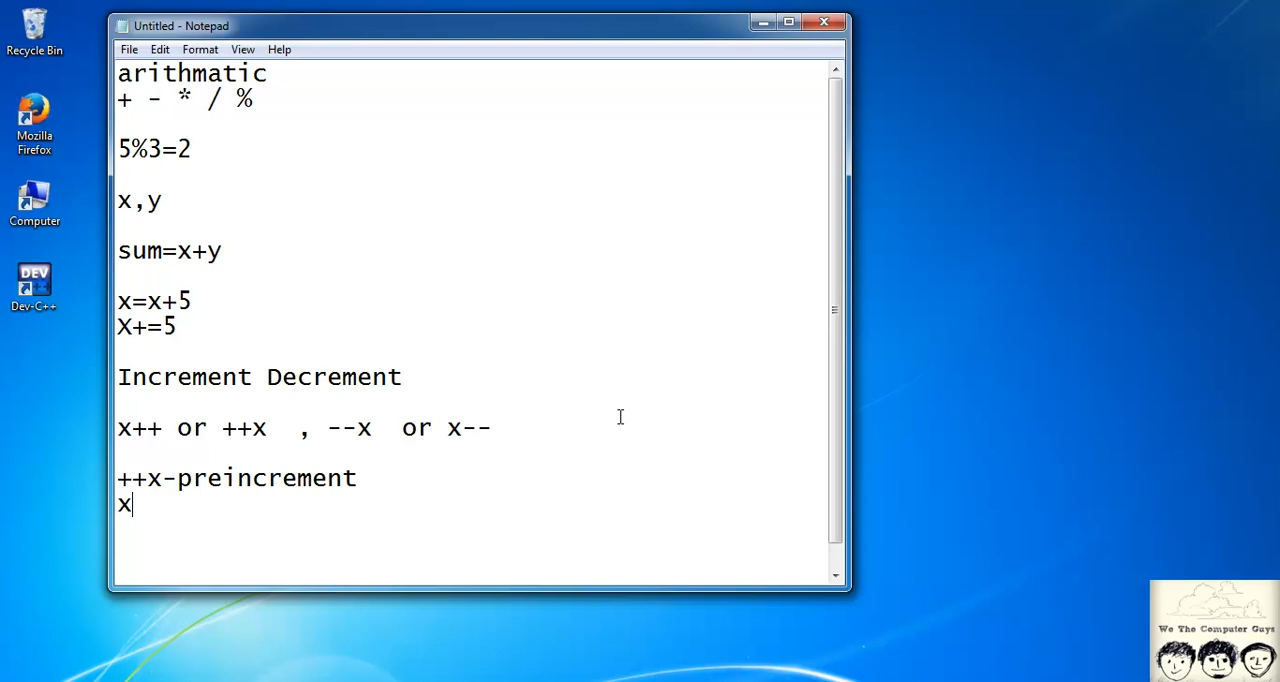 Recycle Bin
Mozilla
Firefox
Computer
DEV
Dev-C++
Untitled - Notepad
File Edit Format View Help
arithmatic
+ - * / %
5%3=2
x,y
sum=x+y
x=x+5
X+=5
Increment Decrement
x++ or ++x , --x or x--
++x-preincrement
x
We The Computer Guys